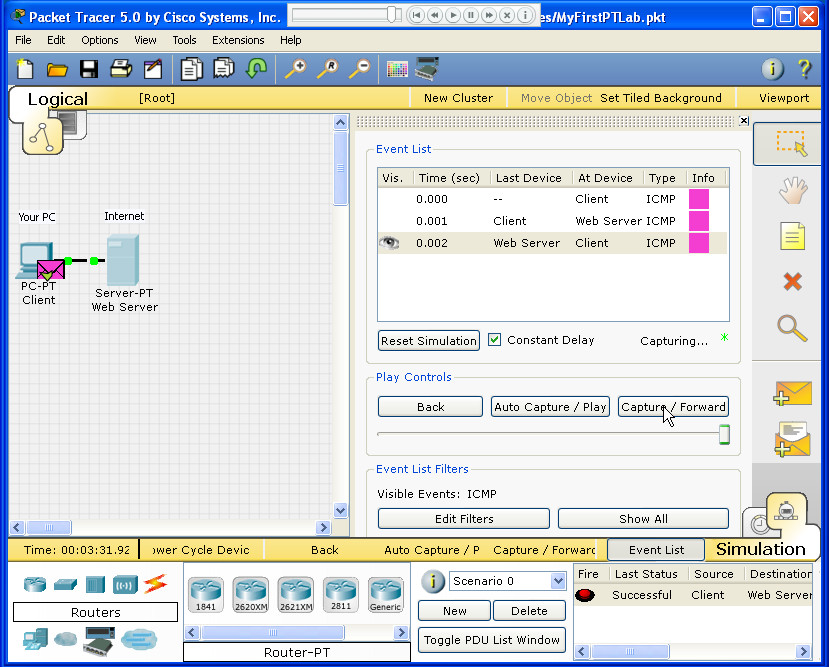 Packet Tracer 5.0 by Cisco Systems, Inc.
es/MyFirstPTLab.pkt
File Edit Options View Tools Extensions Help
Logical
[Root]
New Cluster
Move Object
Set Tiled Background
Viewport
Your PC
Internet
PC-PT
Client
Server-PT
Web Server
Event List
Vis. Time (sec) Last Device At Device Type Info
0.000 -- Client ICMP
0.001 Client Web Server ICMP
0.002 Web Server Client ICMP
Reset Simulation
Constant Delay
Capturing... *
Play Controls
Back
Auto Capture / Play
Capture / Forward
Event List Filters
Visible Events: ICMP
Edit Filters
Show All
Time: 00:03:31.92
ower Cycle Devic
Back
Auto Capture / P
Capture / Forward
Event List
Simulation
Routers
1841
2620XM
2621XM
2811
Generic
Router-PT
Scenario 0
New
Delete
Toggle PDU List Window
Fire Last Status Source Destination
Successful Client Web Server